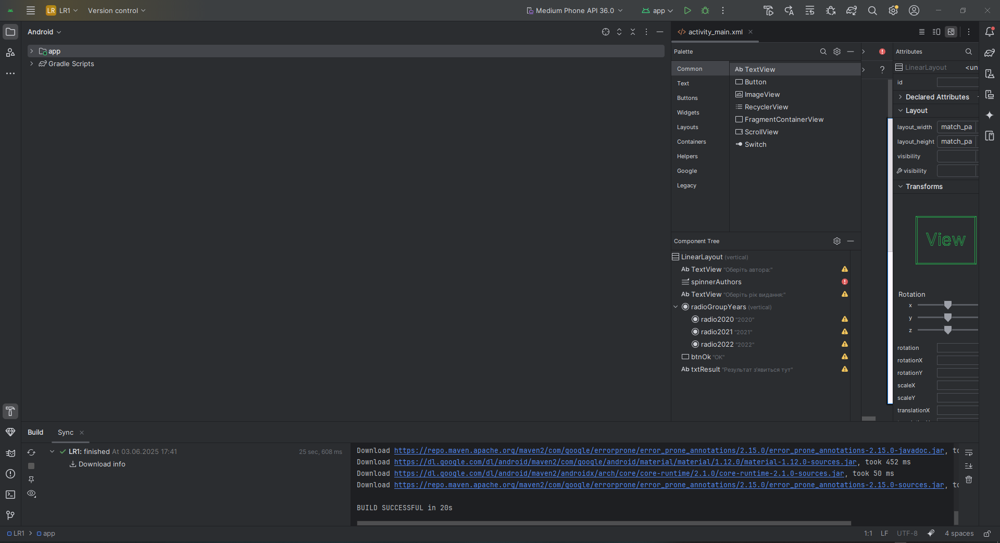 LR LR1 Version control Medium Phone API 36.0 app
Android
app
Gradle Scripts
activity_main.xml
Palette
Common
Text
Buttons
Widgets
Layouts
Containers
Helpers
Google
Legacy
Ab TextView
Button
ImageView
RecyclerView
FragmentContainerView
ScrollView
Switch
Component Tree
LinearLayout (vertical)
Ab TextView "Оберіть автора:"
spinnerAuthors
Ab TextView "Оберіть рік видання:"
radioGroupYears (vertical)
radio2020 "2020"
radio2021 "2021"
radio2022 "2022"
btnOk "OK"
Ab txtResult "Результат з'явиться тут"
?
Attributes
LinearLayout <un
id
Declared Attributes
Layout
layout_width match_pa
layout_height match_pa
visibility
visibility
Transforms
View
Rotation
x
y
z
rotation
rotationX
rotationY
scaleX
scaleY
translationX
Build Sync
LR1: finished At 03.06.2025 17:41 25 sec, 608 ms
Download info
Download https://repo.maven.apache.org/maven2/com/google/errorprone/error_prone_annotations/2.15.0/error_prone_annotations-2.15.0-javadoc.jar, to
Download https://dl.google.com/dl/android/maven2/com/google/android/material/material/1.12.0/material-1.12.0-sources.jar, took 452 ms
Download https://dl.google.com/dl/android/maven2/androidx/arch/core/core-runtime/2.1.0/core-runtime-2.1.0-sources.jar, took 50 ms
Download https://repo.maven.apache.org/maven2/com/google/errorprone/error_prone_annotations/2.15.0/error_prone_annotations-2.15.0-sources.jar, to
BUILD SUCCESSFUL in 20s
LR1 app 1:1 LF UTF-8 4 spaces